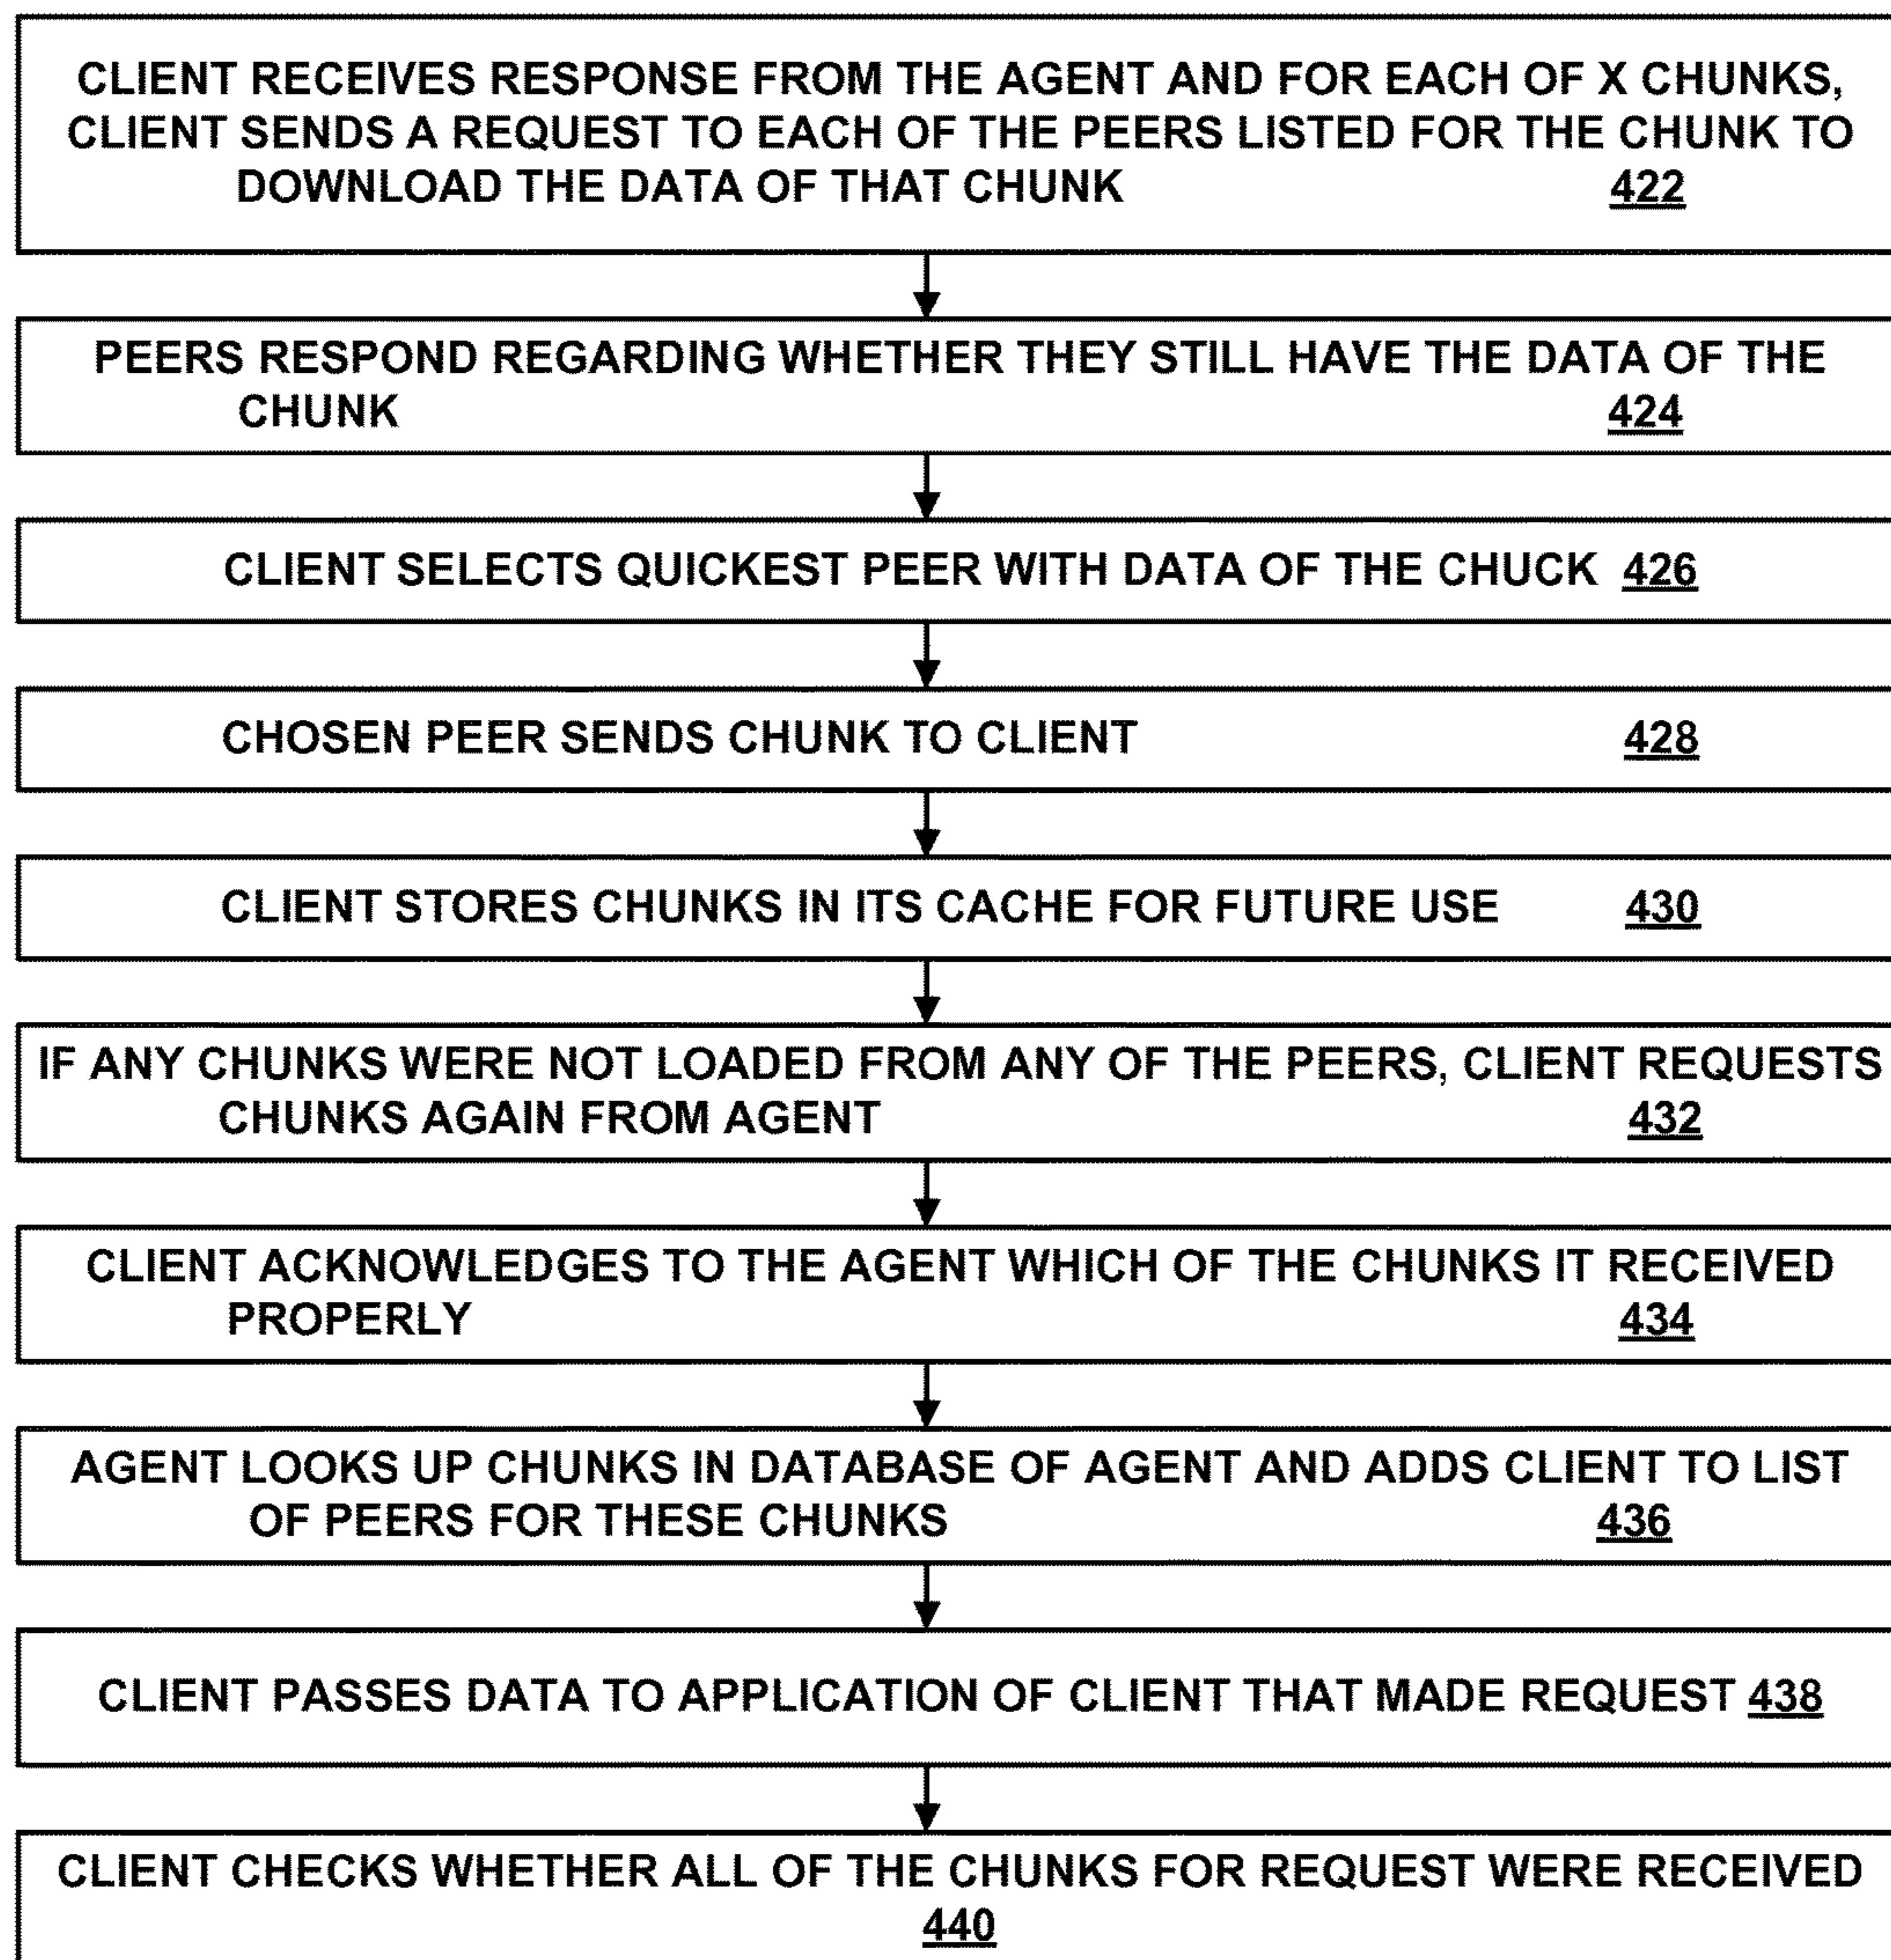 CLIENT RECEIVES RESPONSE FROM THE AGENT AND FOR EACH OF X CHUNKS,
CLIENT SENDS A REQUEST TO EACH OF THE PEERS LISTED FOR THE CHUNK TO
DOWNLOAD THE DATA OF THAT CHUNK 422
PEERS RESPOND REGARDING WHETHER THEY STILL HAVE THE DATA OF THE
CHUNK 424
CLIENT SELECTS QUICKEST PEER WITH DATA OF THE CHUCK 426
CHOSEN PEER SENDS CHUNK TO CLIENT 428
CLIENT STORES CHUNKS IN ITS CACHE FOR FUTURE USE 430
IF ANY CHUNKS WERE NOT LOADED FROM ANY OF THE PEERS, CLIENT REQUESTS
CHUNKS AGAIN FROM AGENT 432
CLIENT ACKNOWLEDGES TO THE AGENT WHICH OF THE CHUNKS IT RECEIVED
PROPERLY 434
AGENT LOOKS UP CHUNKS IN DATABASE OF AGENT AND ADDS CLIENT TO LIST
OF PEERS FOR THESE CHUNKS 436
CLIENT PASSES DATA TO APPLICATION OF CLIENT THAT MADE REQUEST 438
CLIENT CHECKS WHETHER ALL OF THE CHUNKS FOR REQUEST WERE RECEIVED
440